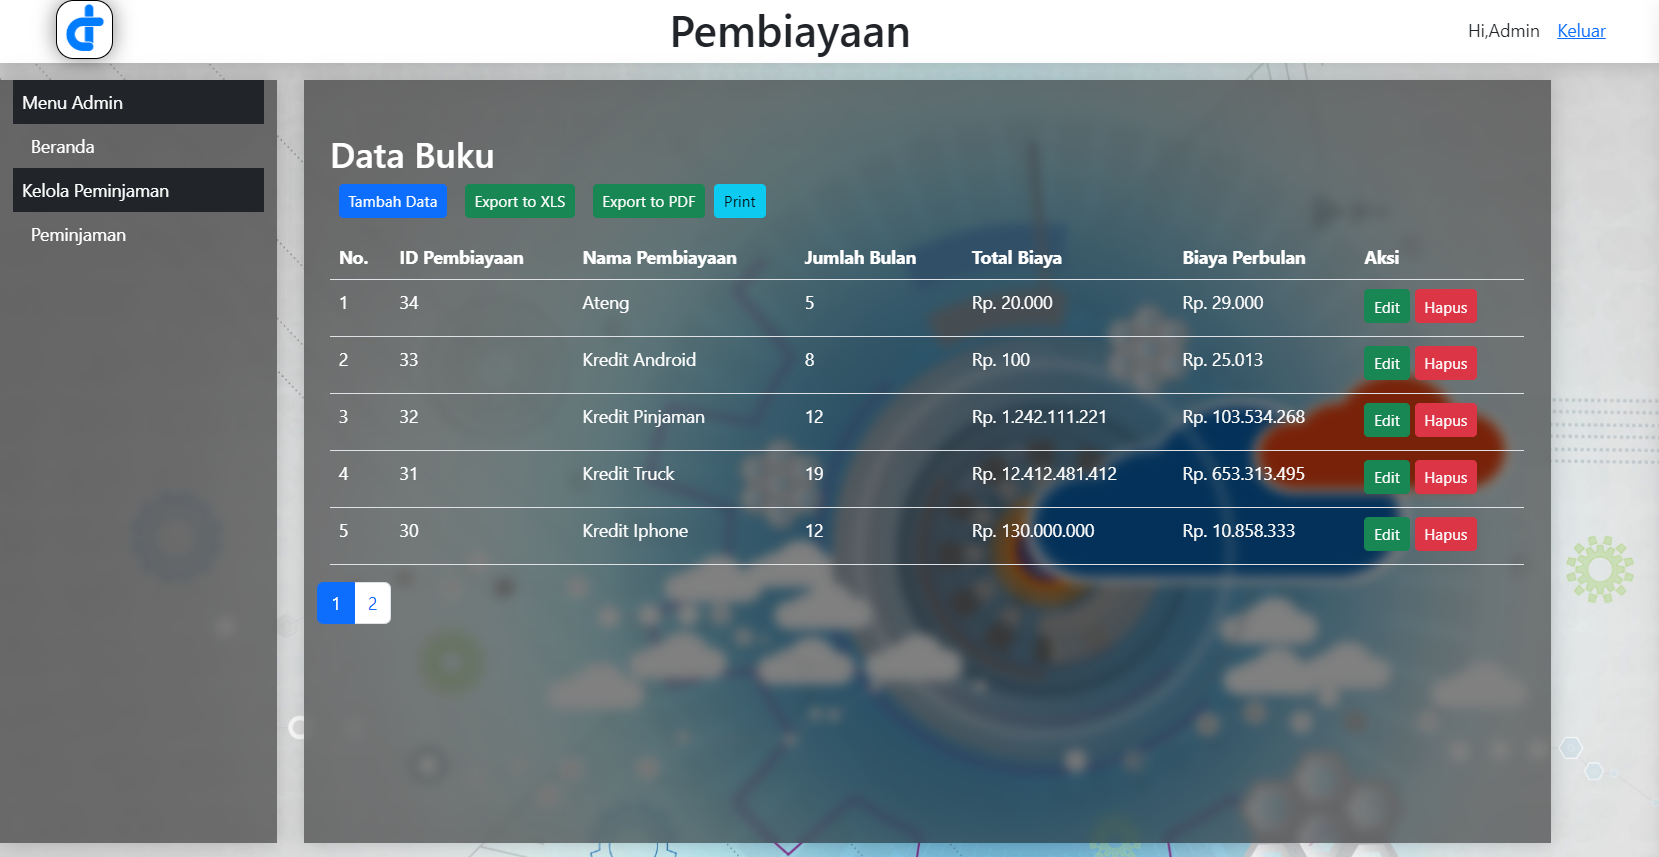 Pembiayaan
Hi,Admin Keluar
Menu Admin
Beranda
Kelola Peminjaman
Peminjaman
Data Buku
Tambah Data Export to XLS Export to PDF Print
No. ID Pembiayaan Nama Pembiayaan Jumlah Bulan Total Biaya Biaya Perbulan Aksi
1 34 Ateng 5 Rp. 20.000 Rp. 29.000 Edit Hapus
2 33 Kredit Android 8 Rp. 100 Rp. 25.013 Edit Hapus
3 32 Kredit Pinjaman 12 Rp. 1.242.111.221 Rp. 103.534.268 Edit Hapus
4 31 Kredit Truck 19 Rp. 12.412.481.412 Rp. 653.313.495 Edit Hapus
5 30 Kredit Iphone 12 Rp. 130.000.000 Rp. 10.858.333 Edit Hapus
1 2